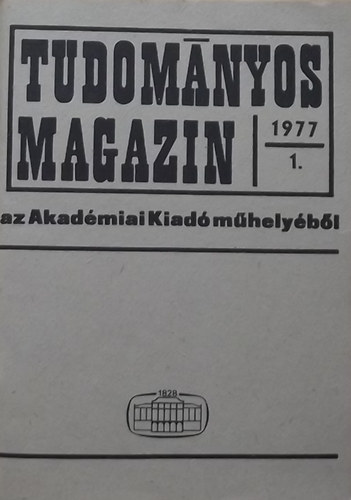 TUDOMÁNYOS
MAGAZIN
1977
1.
az Akadémiai Kiadó műhelyéből
1828